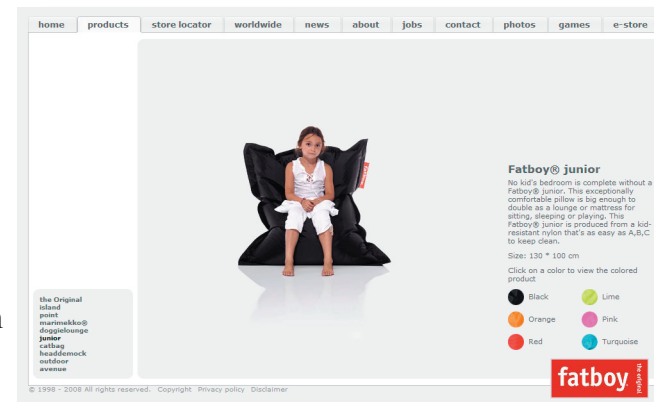 home products store locator worldwide news about jobs contact photos games e-store
Fatboy® junior
No kid's bedroom is complete without a
Fatboy® junior. This exceptionally
comfortable pillow is big enough to
double as a lounge or mattress for
sitting, sleeping or playing. This
Fatboy® junior is produced from a kid-
resistant nylon that's as easy as A,B,C
to keep clean.
Size: 130 * 100 cm
Click on a color to view the colored
product
Black Lime
Orange Pink
Red Turquoise
the Original
island
point
marimekko®
doggielounge
junior
catbag
headdemock
outdoor
avenue
fatboy the original
© 1998 - 2008 All rights reserved. Copyright Privacy policy Disclaimer